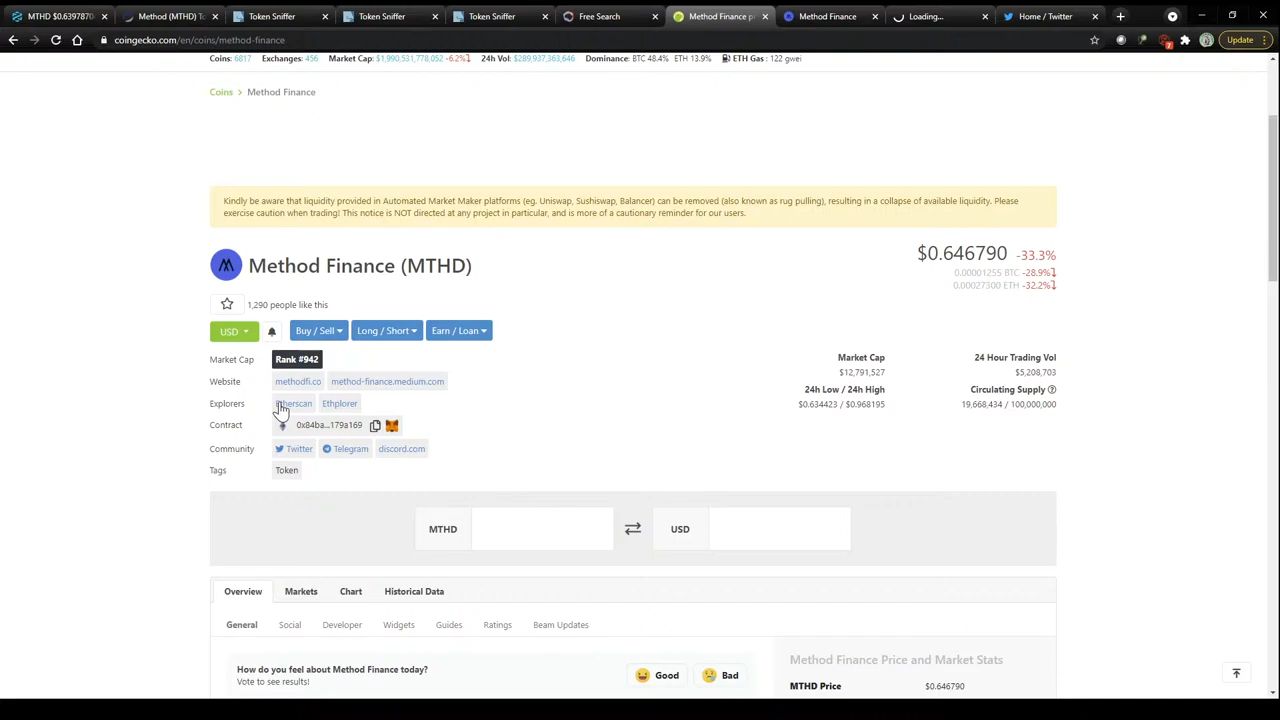 MTHD $0.6397870
Method (MTHD) To
Token Sniffer
Token Sniffer
Token Sniffer
Free Search
Method Finance p
Method Finance
Loading...
Home / Twitter
coingecko.com/en/coins/method-finance
7
Update
Coins: 6817 Exchanges: 456 Market Cap: $1,990,531,778,052 -6.2% 24h Vol: $289,937,363,646 Dominance: BTC 48.4% ETH 13.9% ETH Gas: 122 gwei
Coins > Method Finance
Kindly be aware that liquidity provided in Automated Market Maker platforms (eg. Uniswap, Sushiswap, Balancer) can be removed (also known as rug pulling), resulting in a collapse of available liquidity. Please
exercise caution when trading! This notice is NOT directed at any project in particular, and is more of a cautionary reminder for our users.
Method Finance (MTHD)
$0.646790 -33.3%
0.00001255 BTC -28.9%
0.00027300 ETH -32.2%
1,290 people like this
USD
Buy / Sell
Long / Short
Earn / Loan
Market Cap Rank #942
Website methodfi.co method-finance.medium.com
Explorers Etherscan Ethplorer
Contract 0x84ba...179a169
Community Twitter Telegram discord.com
Tags Token
Market Cap
$12,791,527
24 Hour Trading Vol
$5,208,703
24h Low / 24h High
$0.634423 / $0.968195
Circulating Supply
19,668,434 / 100,000,000
MTHD
USD
Overview Markets Chart Historical Data
General Social Developer Widgets Guides Ratings Beam Updates
How do you feel about Method Finance today?
Vote to see results!
Good
Bad
Method Finance Price and Market Stats
MTHD Price $0.646790